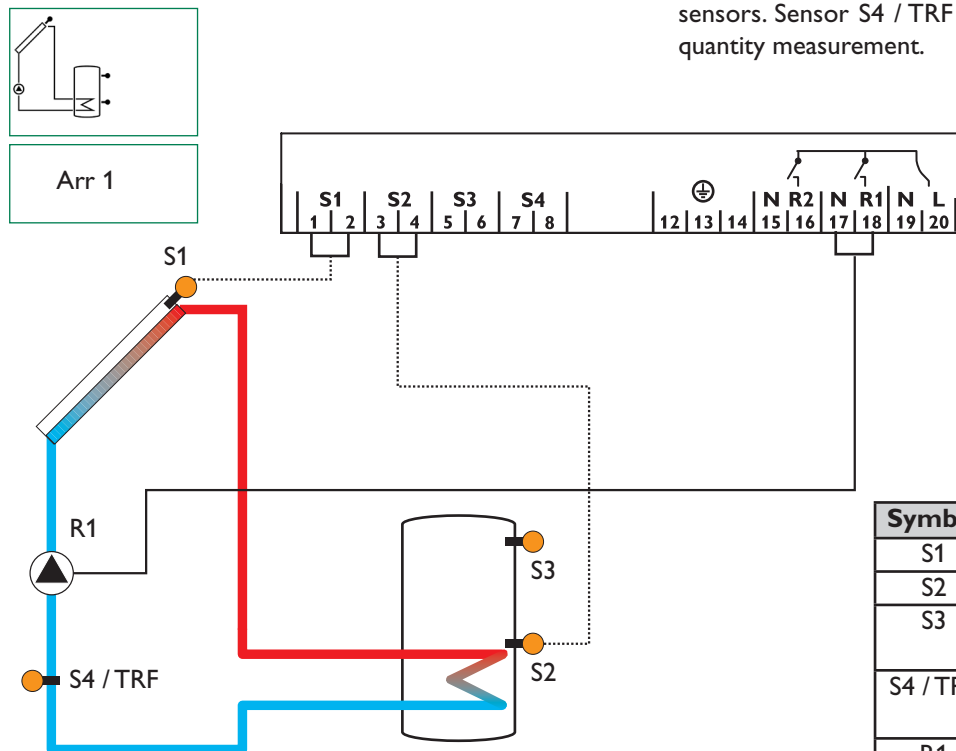 sensors. Sensor S4 / TRF
quantity measurement.
Arr 1
S1 S2 S3 S4 N R2 N R1 N L
1 2 3 4 5 6 7 8 12 13 14 15 16 17 18 19 20
S1
R1
S3
S2
S4 / TRF
Symb
S1
S2
S3
S4 / TR
R1